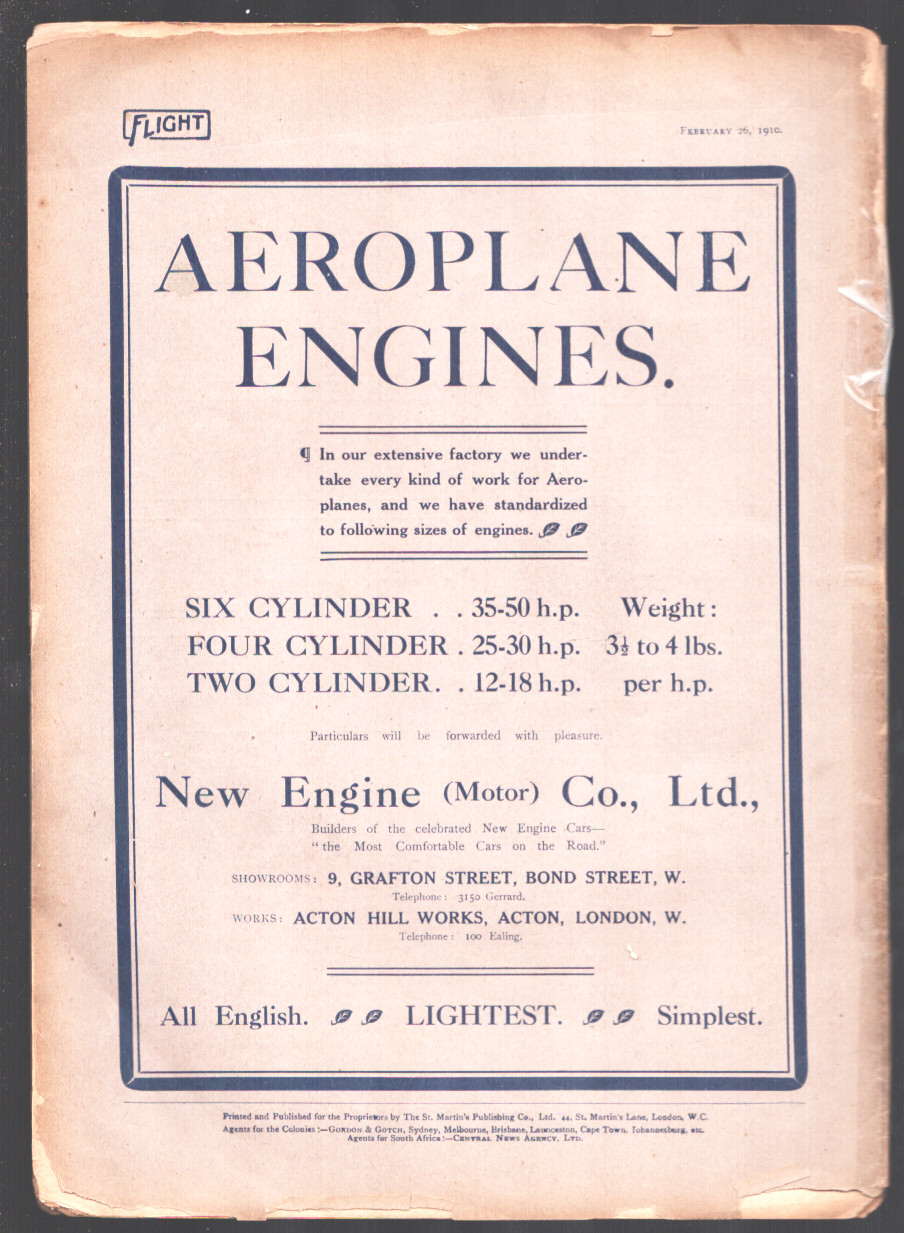 FLIGHT
FEBRUARY 26, 1910.
AEROPLANE
ENGINES.
¶ In our extensive factory we under-
take every kind of work for Aero-
planes, and we have standardized
to following sizes of engines.
SIX CYLINDER . . 35-50 h.p. Weight :
FOUR CYLINDER . 25-30 h.p. 3½ to 4 lbs.
TWO CYLINDER. . 12-18 h.p. per h.p.
Particulars will be forwarded with pleasure.
New Engine (Motor) Co., Ltd.,
Builders of the celebrated New Engine Cars—
“ the Most Comfortable Cars on the Road.”
SHOWROOMS: 9, GRAFTON STREET, BOND STREET, W.
Telephone : 3150 Gerrard.
WORKS: ACTON HILL WORKS, ACTON, LONDON, W.
Telephone : 100 Ealing.
All English. LIGHTEST. Simplest.
Printed and Published for the Proprietors by The St. Martin's Publishing Co., Ltd. 44, St. Martin's Lane, London, W.C.
Agents for the Colonies :—GORDON & GOTCH, Sydney, Melbourne, Brisbane, Launceston, Cape Town, Johannesburg, etc.
Agents for South Africa :—CENTRAL NEWS AGENCY, LTD.